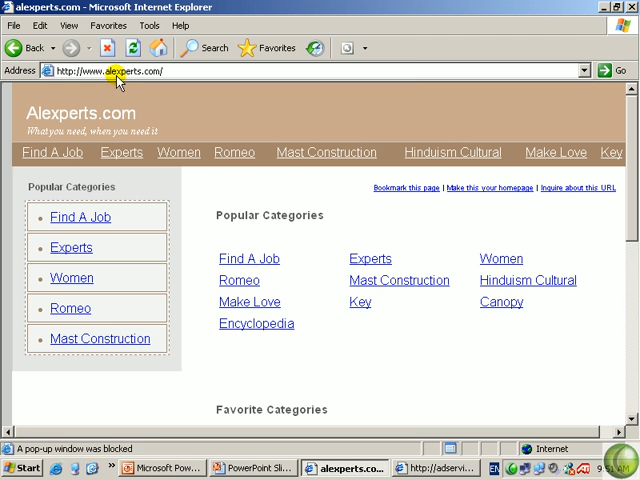 alexperts.com - Microsoft Internet Explorer
File Edit View Favorites Tools Help
Back Search Favorites
Address http://www.alexperts.com/ Go
Alexperts.com
What you need, when you need it
Find A Job Experts Women Romeo Mast Construction Hinduism Cultural Make Love Key
Popular Categories
Find A Job
Experts
Women
Romeo
Mast Construction
Bookmark this page | Make this your homepage | Inquire about this URL
Popular Categories
Find A Job Experts Women
Romeo Mast Construction Hinduism Cultural
Make Love Key Canopy
Encyclopedia
Favorite Categories
A pop-up window was blocked Internet
Start Microsoft Pow... PowerPoint Sli... alexperts.co... http://adservi... EN 9:51 AM